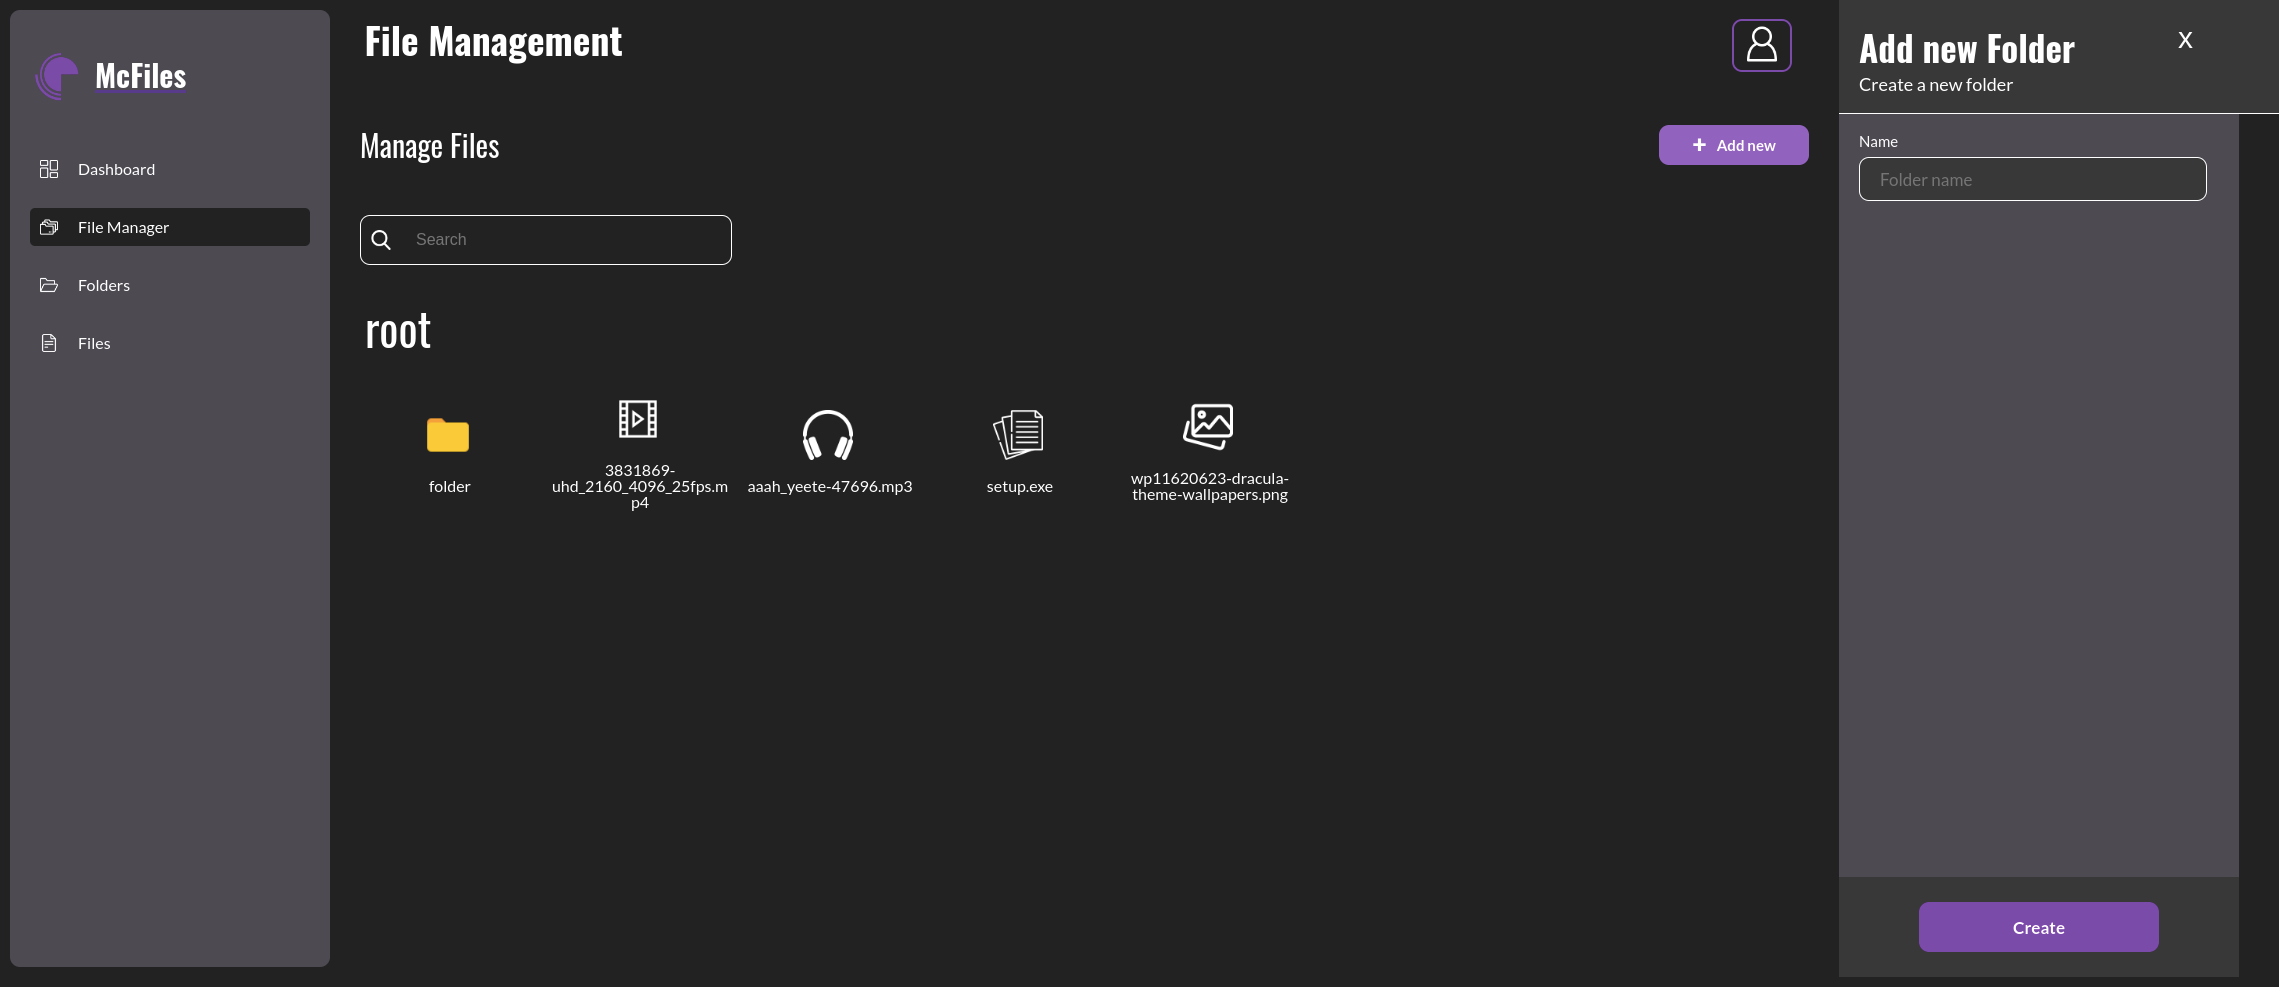 McFiles
Dashboard
File Manager
Folders
Files
File Management
Manage Files
+ Add new
Search
root
folder
3831869-
uhd_2160_4096_25fps.m
p4
aaah_yeete-47696.mp3
setup.exe
wp11620623-dracula-
theme-wallpapers.png
Add new Folder
X
Create a new folder
Name
Folder name
Create